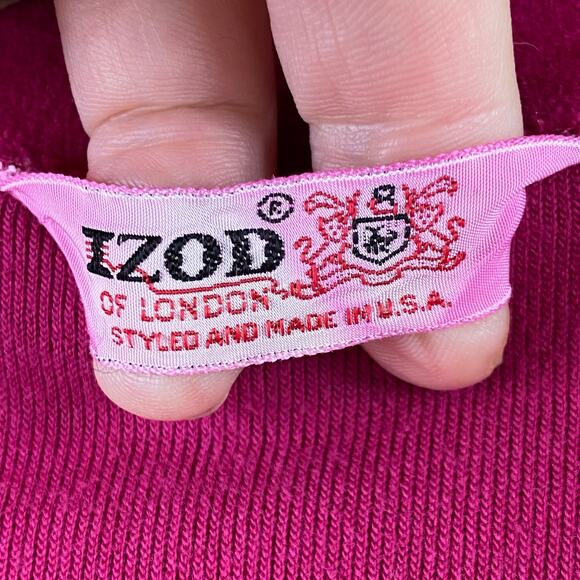 IZOD ®
OF LONDON
STYLED AND MADE IN U.S.A.